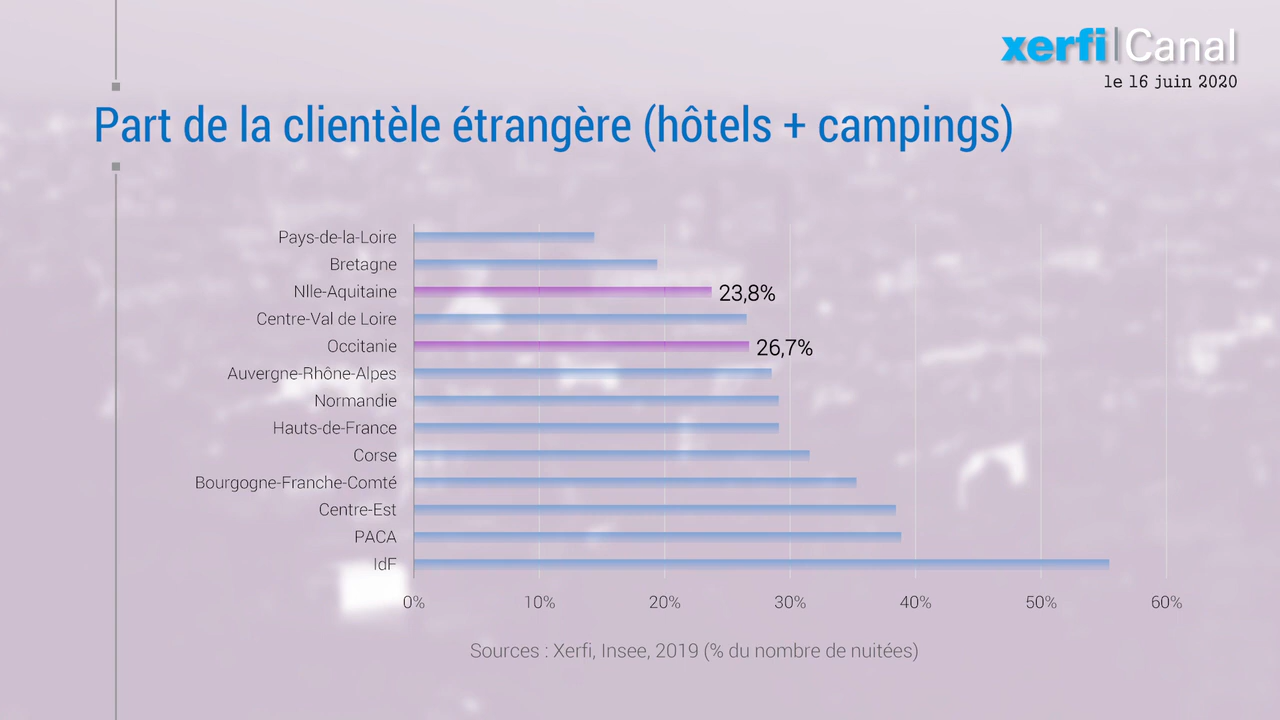 xerfi Canal
le 16 juin 2020
Part de la clientèle étrangère (hôtels + campings)
Pays-de-la-Loire
Bretagne
Nlle-Aquitaine 23,8%
Centre-Val de Loire
Occitanie 26,7%
Auvergne-Rhône-Alpes
Normandie
Hauts-de-France
Corse
Bourgogne-Franche-Comté
Centre-Est
PACA
IdF
0% 10% 20% 30% 40% 50% 60%
Sources : Xerfi, Insee, 2019 (% du nombre de nuitées)